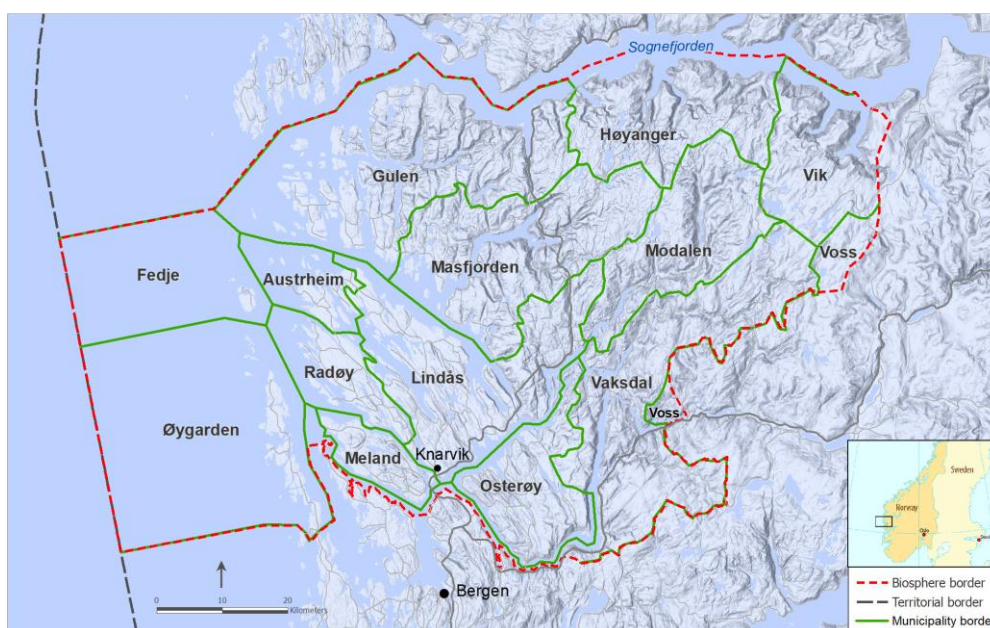 Sognefjorden
Høyanger
Gulen
Vik
Fedje
Austrheim
Masfjorden
Modalen
Voss
Radøy
Lindås
Vaksdal
Øygarden
Voss
Meland
Knarvik
Osterøy
Bergen
0 10 20
Kilometers
Sweden
Norway
Oslo
Biosphere border
Territorial border
Municipality border